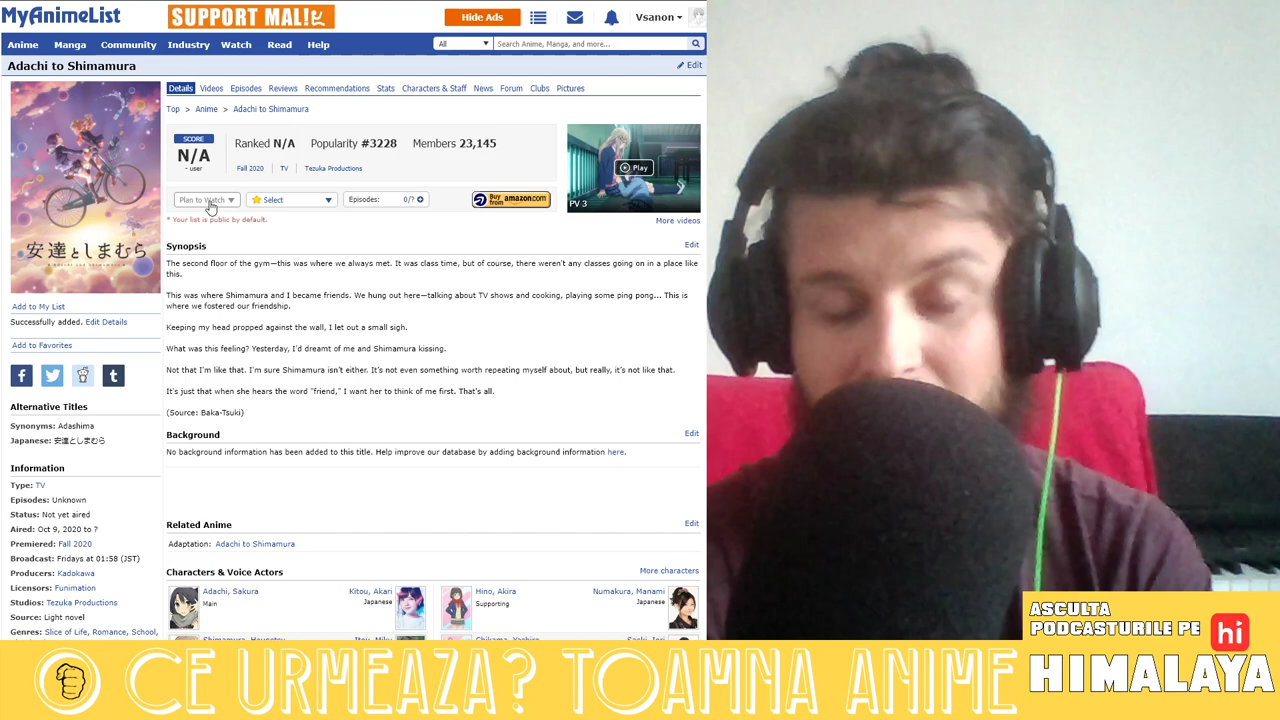 MyAnimeList
SUPPORT MAL!
Hide Ads
Vsanon
Anime Manga Community Industry Watch Read Help
All
Search Anime, Manga, and more...
Adachi to Shimamura
Edit
Details Videos Episodes Reviews Recommendations Stats Characters & Staff News Forum Clubs Pictures
Top > Anime > Adachi to Shimamura
SCORE
N/A
- user
Ranked N/A Popularity #3228 Members 23,145
Fall 2020 | TV | Tezuka Productions
Play
PV 3
Plan to Watch
Select
Episodes: 0/?
Buy from amazon.com
* Your list is public by default.
More videos
Synopsis
Edit
The second floor of the gym—this was where we always met. It was class time, but of course, there weren't any classes going on in a place like
this.
This was where Shimamura and I became friends. We hung out here—talking about TV shows and cooking, playing some ping pong... This is
where we fostered our friendship.
Keeping my head propped against the wall, I let out a small sigh.
What was this feeling? Yesterday, I'd dreamt of me and Shimamura kissing.
Not that I'm like that. I'm sure Shimamura isn't either. It's not even something worth repeating myself about, but really, it's not like that.
It's just that when she hears the word "friend," I want her to think of me first. That's all.
(Source: Baka-Tsuki)
Background
Edit
No background information has been added to this title. Help improve our database by adding background information here.
Related Anime
Edit
Adaptation: Adachi to Shimamura
Characters & Voice Actors
More characters
Adachi, Sakura
Main
Kitou, Akari
Japanese
Hino, Akira
Supporting
Numakura, Manami
Japanese
安達としまむら
Add to My List
Successfully added. Edit Details
Add to Favorites
Alternative Titles
Synonyms: Adashima
Japanese: 安達としまむら
Information
Type: TV
Episodes: Unknown
Status: Not yet aired
Aired: Oct 9, 2020 to ?
Premiered: Fall 2020
Broadcast: Fridays at 01:58 (JST)
Producers: Kadokawa
Licensors: Funimation
Studios: Tezuka Productions
Source: Light novel
Genres: Slice of Life, Romance, School,
ASCULTA
PODCASTURILE PE
hi
HIMALAYA
CE URMEAZA? TOAMNA ANIME